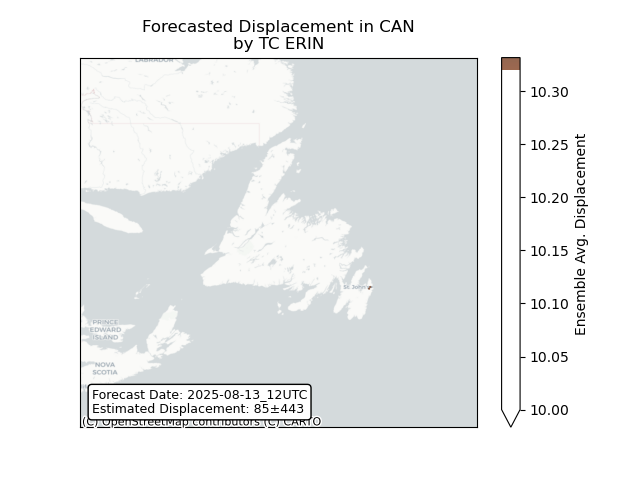 Forecasted Displacement in CAN
by TC ERIN
LABRADOR
St. John's
PRINCE
EDWARD
ISLAND
NOVA
SCOTIA
Forecast Date: 2025-08-13_12UTC
Estimated Displacement: 85±443
(C) OpenStreetMap contributors (C) CARTO
10.30
10.25
10.20
10.15
10.10
10.05
10.00
Ensemble Avg. Displacement